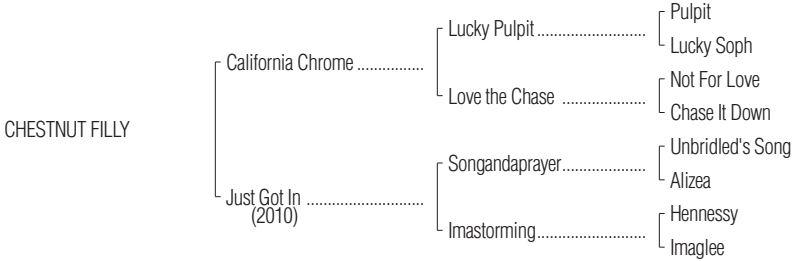 Pulpit
Lucky Pulpit ..........................
Lucky Soph
California Chrome ................
Not For Love
Love the Chase ....................
Chase It Down
CHESTNUT FILLY
Unbridled's Song
Songandaprayer....................
Alizea
Just Got In ............................
(2010)
Hennessy
Imastorming..........................
Imaglee